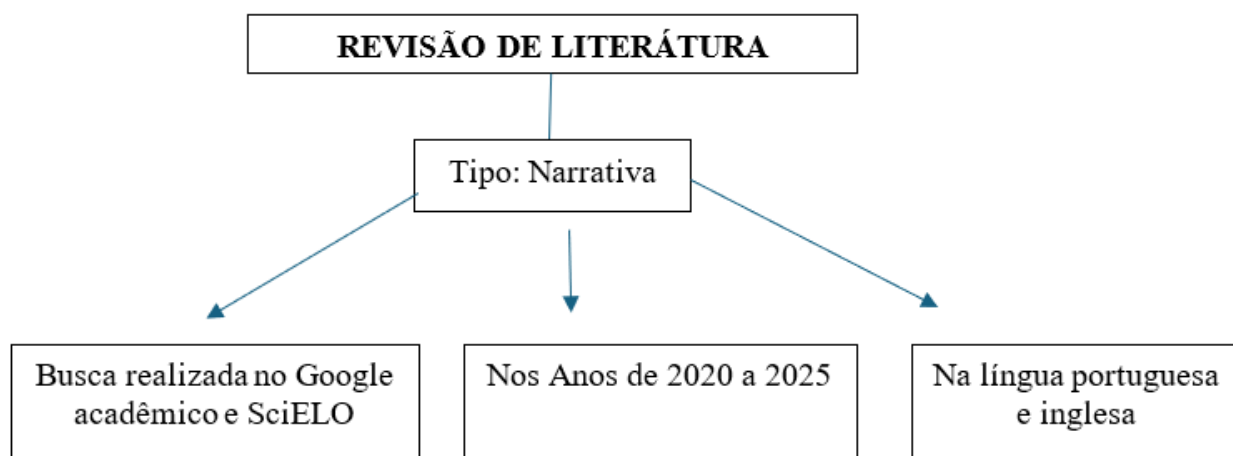 REVISÃO DE LITERÁTURA
Tipo: Narrativa
Busca realizada no Google
acadêmico e SciELO
Nos Anos de 2020 a 2025
Na língua portuguesa
e inglesa